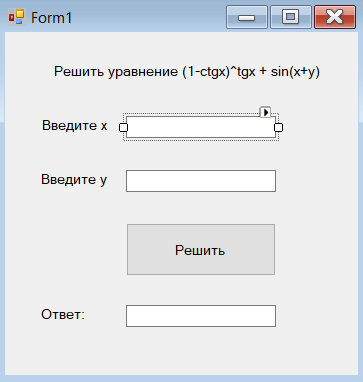 Form1
Решить уравнение (1-ctgx)^tgx + sin(x+y)
Введите x
Введите y
Решить
Ответ: